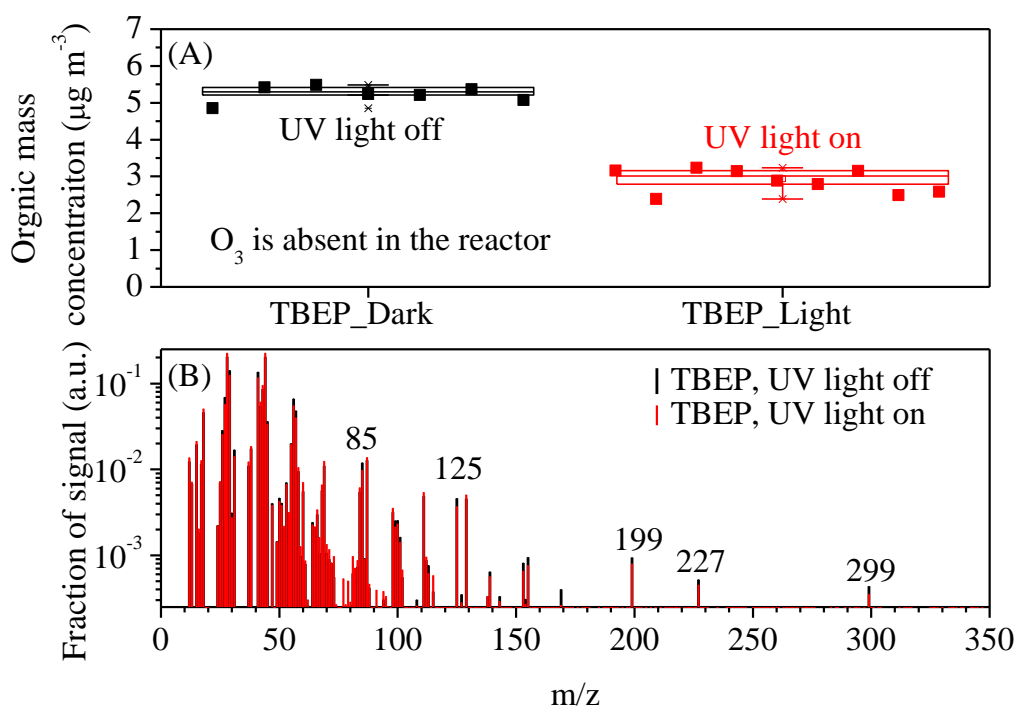 Orgnic mass
concentraiton (µg m-3)
7
6
5
4
3
2
1
0
(A)
UV light off
UV light on
O3 is absent in the reactor
TBEP_Dark
TBEP_Light
Fraction of signal (a.u.)
10-1
10-2
10-3
(B)
TBEP, UV light off
TBEP, UV light on
85
125
199
227
299
0 50 100 150 200 250 300 350
m/z